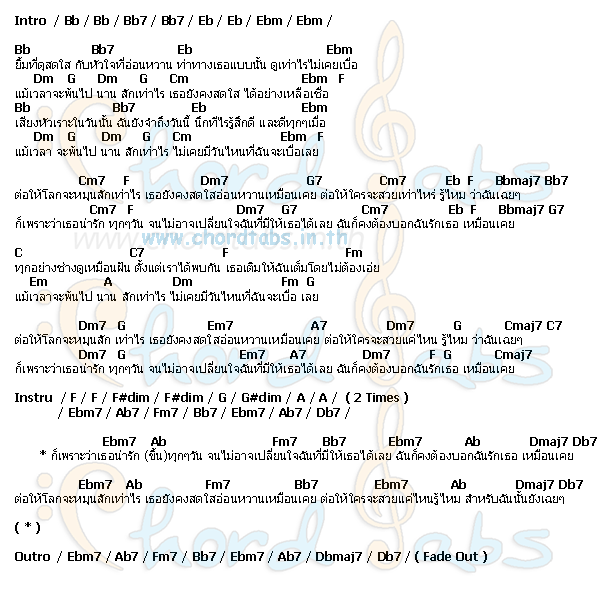 Intro / Bb / Bb / Bb7 / Bb7 / Eb / Eb / Ebm / Ebm /
Bb Bb7 Eb Ebm
ยิ้มที่ดูสดใส กับหัวใจที่อ่อนหวาน ท่าทางเธอแบบนั้น ดูเท่าไรไม่เคยเบื่อ
Dm G Dm G Cm Ebm F
แม้เวลาจะพ้นไป นาน สักเท่าไร เธอยังคงสดใส ได้อย่างเหลือเชื่อ
Bb Bb7 Eb Ebm
เสียงหัวเราะในวันนั้น ฉันยังจำถึงวันนี้ นึกทีไรรู้สึกดี และดีทุกๆเมื่อ
Dm G Dm G Cm Ebm F
แม้เวลา จะพ้นไป นาน สักเท่าไร ไม่เคยมีวันไหนที่ฉันจะเบื่อเลย
Cm7 F Dm7 G7 Cm7 Eb F Bbmaj7 Bb7
ต่อให้โลกจะหมุนสักเท่าไร เธอยังคงสดใสอ่อนหวานเหมือนเคย ต่อให้ใครจะสวยเท่าไหร่ รู้ไหม ว่าฉันเฉยๆ
Cm7 F Dm7 G7 Cm7 Eb F Bbmaj7 G7
ก็เพราะว่าเธอน่ารัก ทุกๆวัน จนไม่อาจเปลี่ยนใจฉันที่มีให้เธอได้เลย ฉันก็คงต้องบอกฉันรักเธอ เหมือนเคย
www.chordtabs.in.th
C C7 F Fm
ทุกอย่างช่างดูเหมือนฝัน ตั้งแต่เราได้พบกัน เธอเติมให้ฉันเต็มโดยไม่ต้องเอ่ย
Em A Dm Fm G
แม้เวลาจะพ้นไป นาน สักเท่าไร ไม่เคยมีวันไหนที่ฉันจะเบื่อ เลย
Dm7 G Em7 A7 Dm7 G Cmaj7 C7
ต่อให้โลกจะหมุนสัก เท่าไร เธอยังคงสดใสอ่อนหวานเหมือนเคย ต่อให้ใครจะสวยแค่ไหน รู้ไหม ว่าฉันเฉยๆ
Dm7 G Em7 A7 Dm7 F G Cmaj7
ก็เพราะว่าเธอน่ารัก ทุกๆวัน จนไม่อาจเปลี่ยนใจฉันที่มีให้เธอได้เลย ฉันก็คงต้องบอกฉันรักเธอ เหมือนเคย
Instru / F / F / F#dim / F#dim / G / G#dim / A / A / ( 2 Times )
/ Ebm7 / Ab7 / Fm7 / Bb7 / Ebm7 / Ab7 / Db7 /
Ebm7 Ab Fm7 Bb7 Ebm7 Ab Dmaj7 Db7
* ก็เพราะว่าเธอน่ารัก (ขึ้น)ทุกๆวัน จนไม่อาจเปลี่ยนใจฉันที่มีให้เธอได้เลย ฉันก็คงต้องบอกฉันรักเธอ เหมือนเคย
Ebm7 Ab Fm7 Bb7 Ebm7 Ab Dmaj7 Db7
ต่อให้โลกจะหมุนสักเท่าไร เธอยังคงสดใสอ่อนหวานเหมือนเคย ต่อให้ใครจะสวยแค่ไหนรู้ไหม สำหรับฉันนั้นยังเฉยๆ
( * )
Outro / Ebm7 / Ab7 / Fm7 / Bb7 / Ebm7 / Ab7 / Dbmaj7 / Db7 / ( Fade Out )